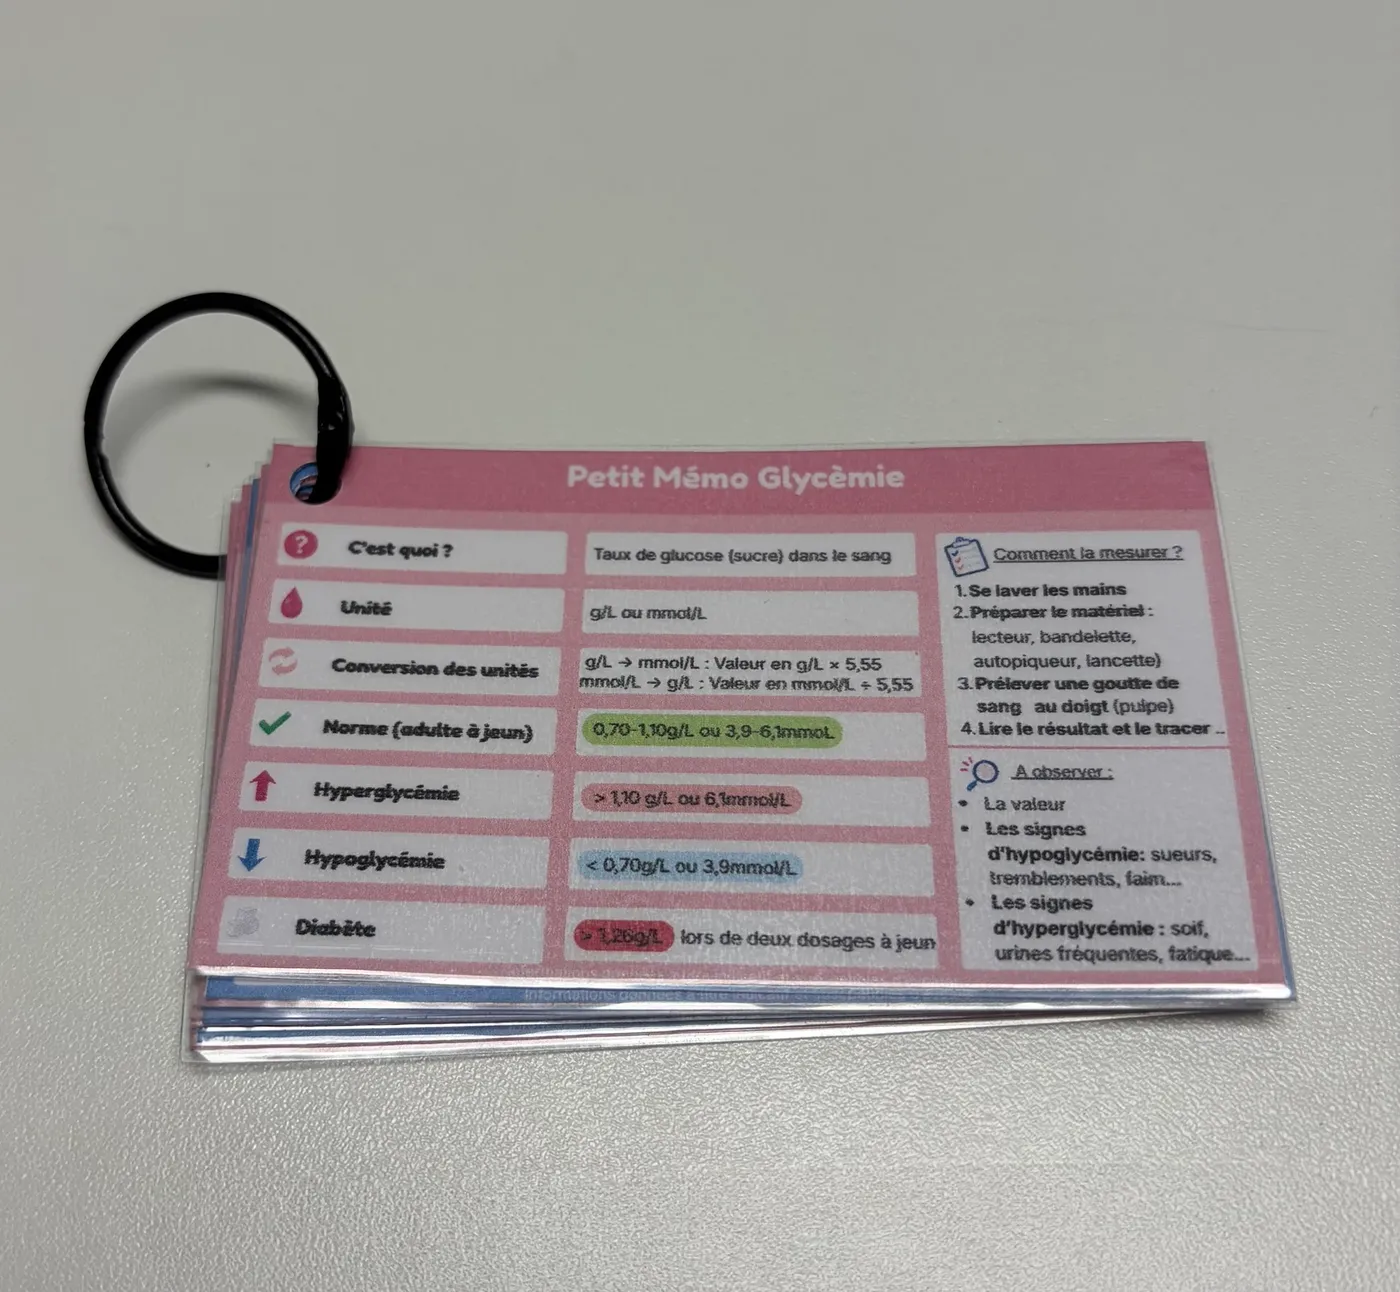 Petit Mémo Glycèmie
C'est quoi ?
Taux de glucose (sucre) dans le sang
Unité
g/L ou mmol/L
Conversion des unités
g/L → mmol/L : Valeur en g/L × 5,55
mmol/L → g/L : Valeur en mmol/L ÷ 5,55
Norme (adulte à jeun)
0,70-1,10g/L ou 3,9-6,1mmoL
Hyperglycémie
> 1,10 g/L ou 6,1mmol/L
Hypoglycémie
< 0,70g/L ou 3,9mmol/L
Diabète
> 1,26g/L lors de deux dosages à jeun
Comment la mesurer ?
1. Se laver les mains
2. Préparer le matériel :
lecteur, bandelette,
autopiqueur, lancette)
3. Prélever une goutte de
sang au doigt (pulpe)
4. Lire le résultat et le tracer ..
A observer :
• La valeur
• Les signes
d'hypoglycémie: sueurs,
tremblements, faim...
• Les signes
d'hyperglycémie : soif,
urines fréquentes, fatique...